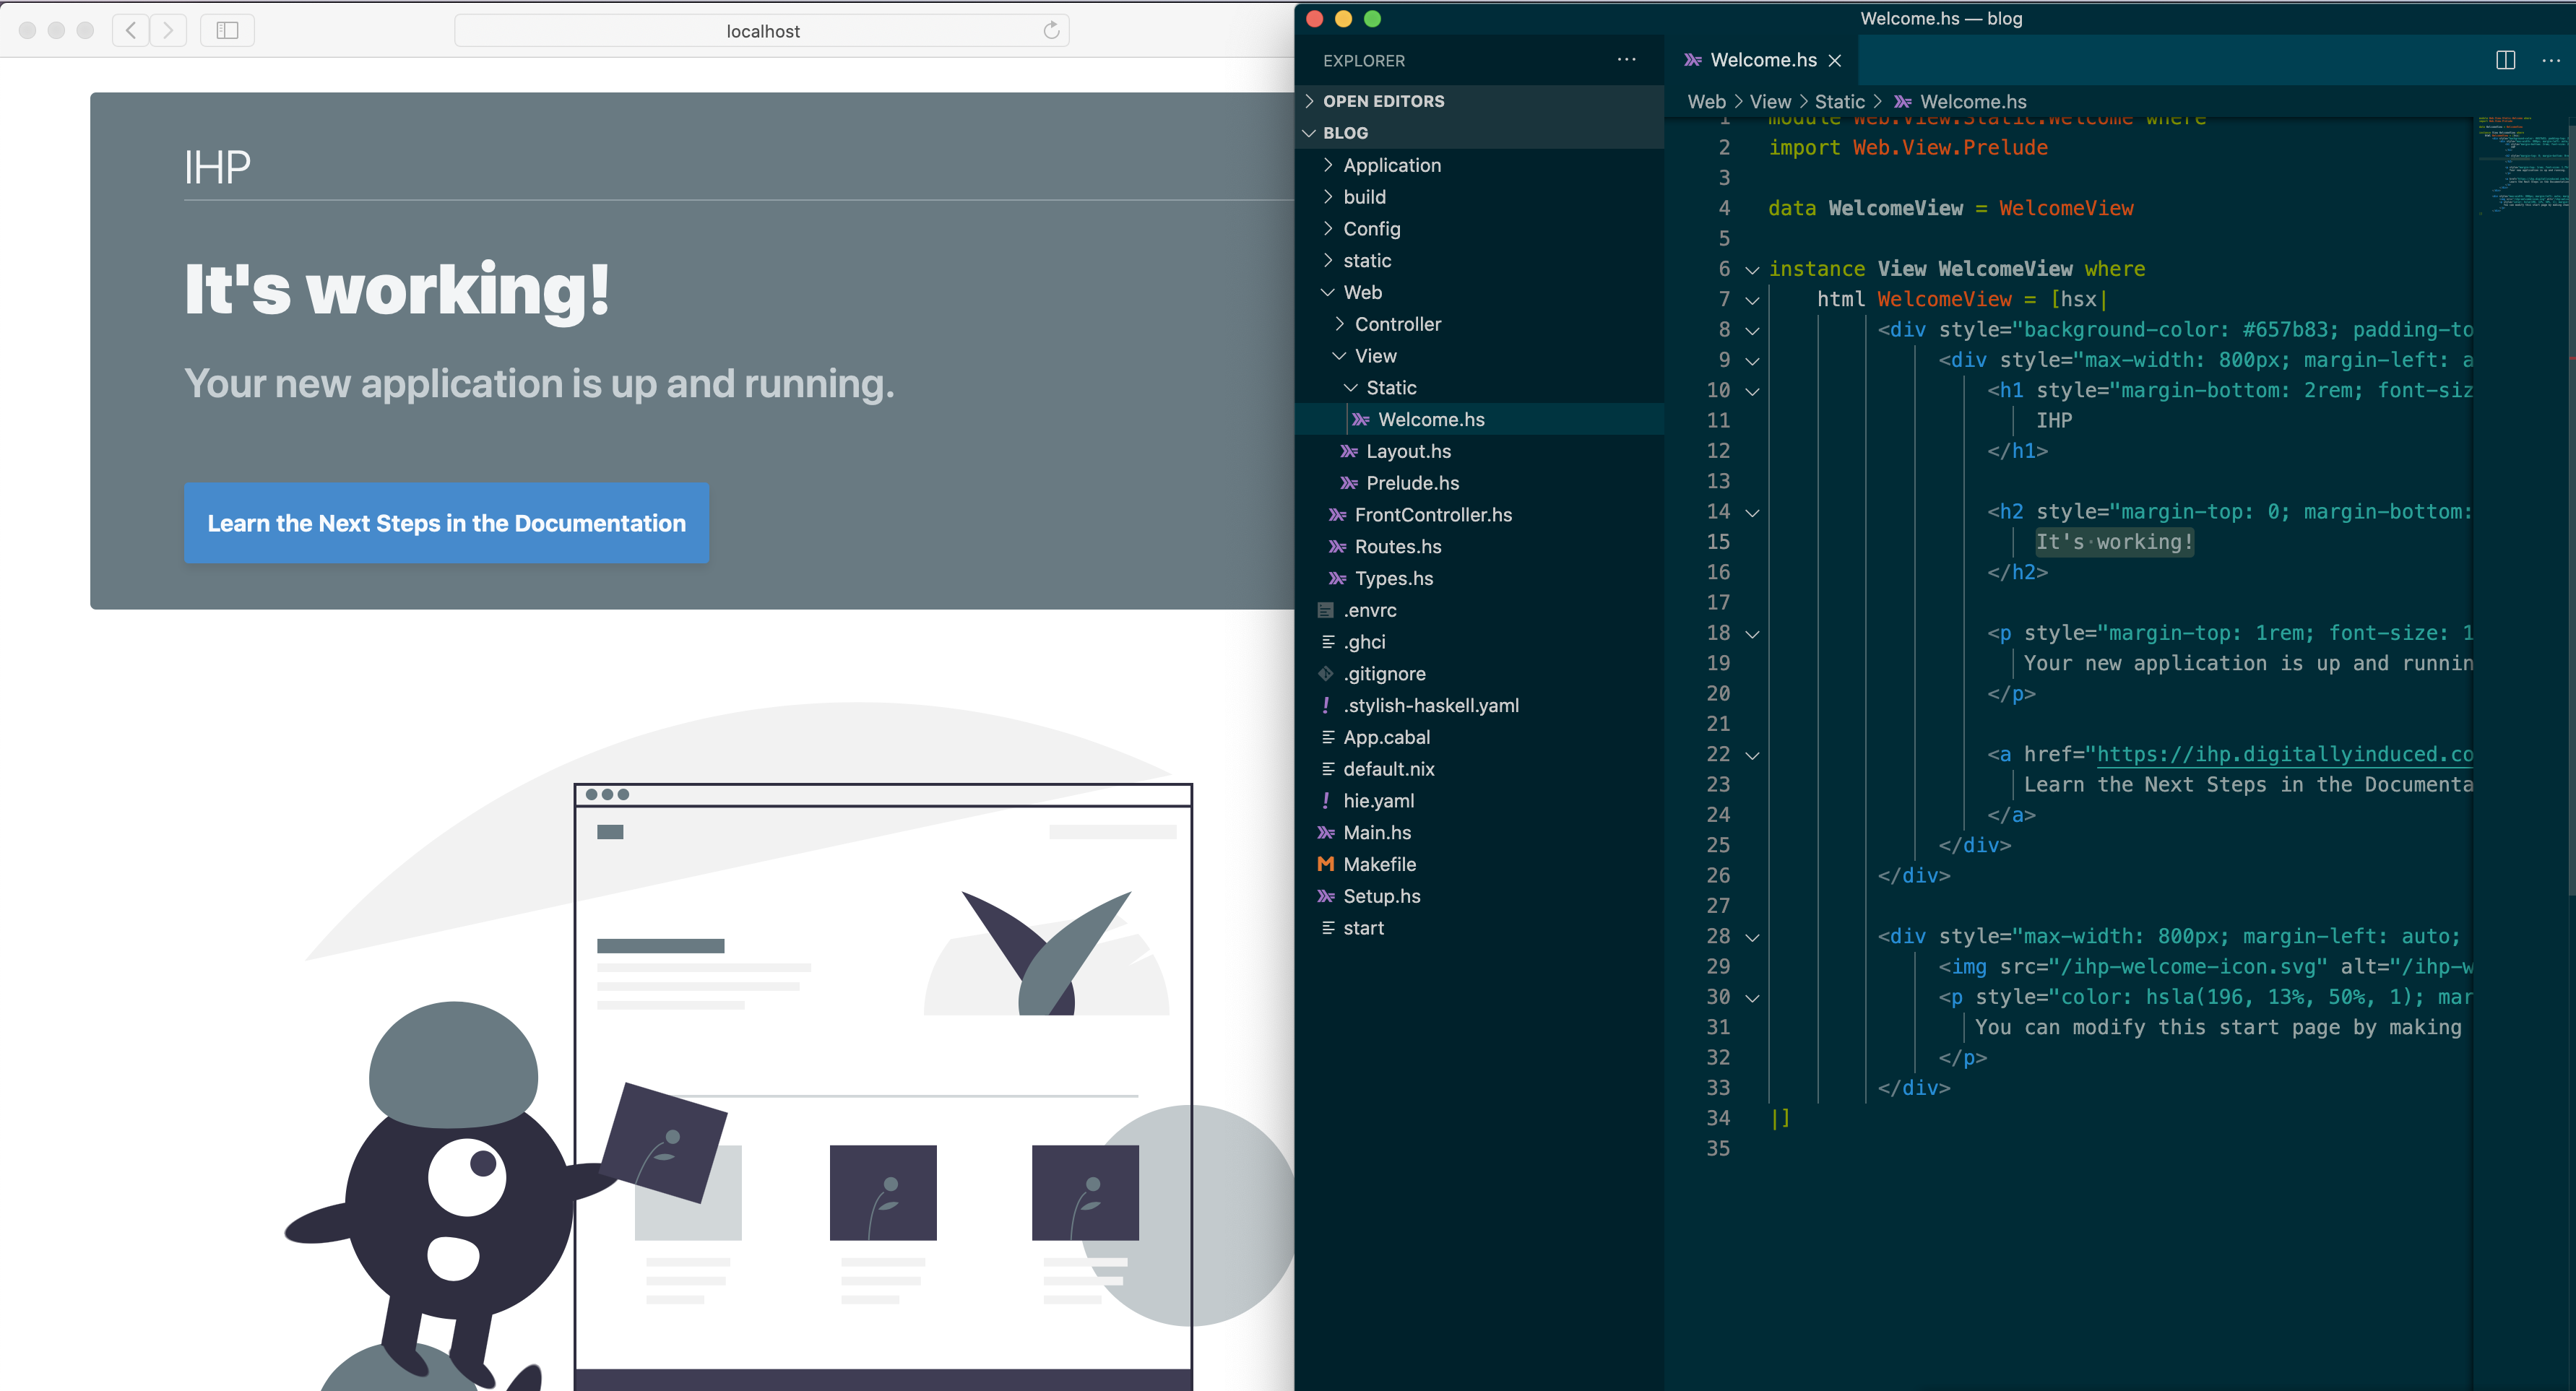 localhost
IHP
It's working!
Your new application is up and running.
Learn the Next Steps in the Documentation
Welcome.hs — blog
EXPLORER
Welcome.hs
OPEN EDITORS
BLOG
Application
build
Config
static
Web
Controller
View
Static
Welcome.hs
Layout.hs
Prelude.hs
FrontController.hs
Routes.hs
Types.hs
.envrc
.ghci
.gitignore
.stylish-haskell.yaml
App.cabal
default.nix
hie.yaml
Main.hs
Makefile
Setup.hs
start
Web > View > Static > Welcome.hs
1 module Web.View.Static.Welcome where
2 import Web.View.Prelude
3
4 data WelcomeView = WelcomeView
5
6 instance View WelcomeView where
7 html WelcomeView = [hsx|
8 <div style="background-color: #657b83; padding-to
9 <div style="max-width: 800px; margin-left: a
10 <h1 style="margin-bottom: 2rem; font-siz
11 IHP
12 </h1>
13
14 <h2 style="margin-top: 0; margin-bottom:
15 It's·working!
16 </h2>
17
18 <p style="margin-top: 1rem; font-size: 1
19 Your new application is up and runnin
20 </p>
21
22 <a href="https://ihp.digitallyinduced.co
23 Learn the Next Steps in the Documenta
24 </a>
25 </div>
26 </div>
27
28 <div style="max-width: 800px; margin-left: auto;
29 <img src="/ihp-welcome-icon.svg" alt="/ihp-w
30 <p style="color: hsla(196, 13%, 50%, 1); mar
31 You can modify this start page by making
32 </p>
33 </div>
34 |]
35